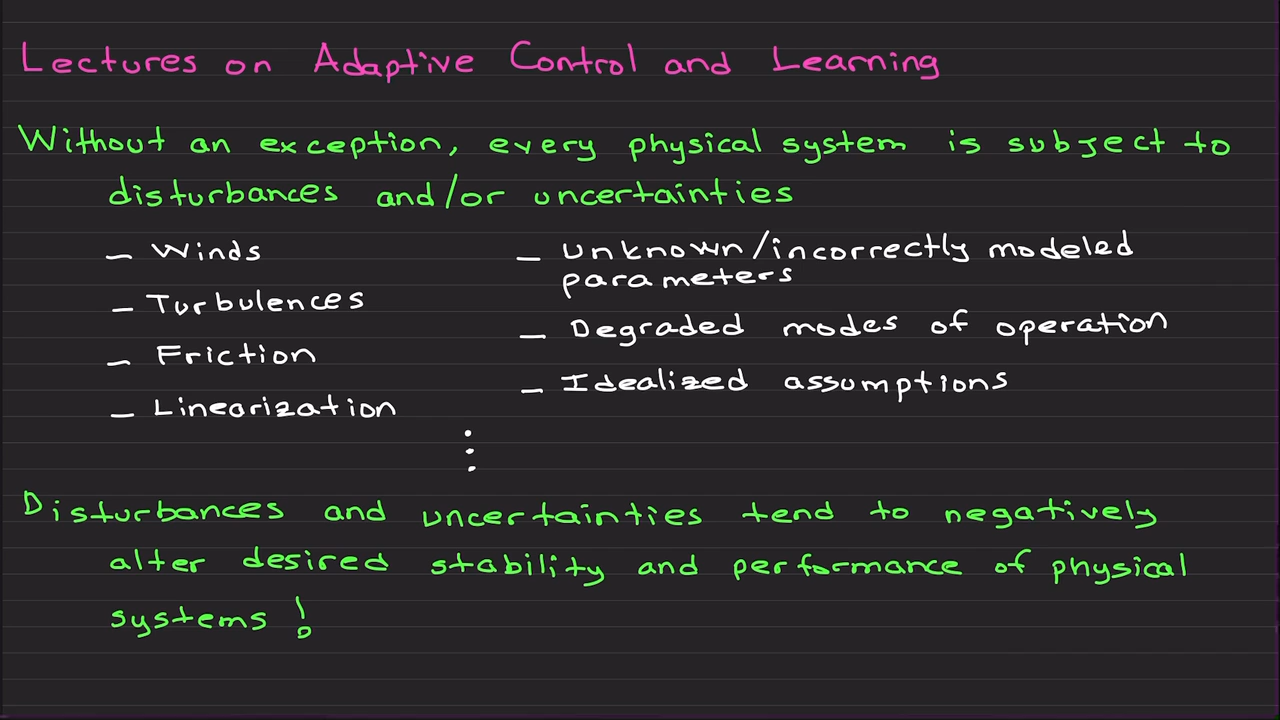 Lectures on Adaptive Control and Learning
Without an exception, every physical system is subject to
disturbances and/or uncertainties
– Winds
– Turbulences
– Friction
– Linearization
– Unknown/incorrectly modeled
parameters
– Degraded modes of operation
– Idealized assumptions
⋮
Disturbances and uncertainties tend to negatively
alter desired stability and performance of physical
systems !